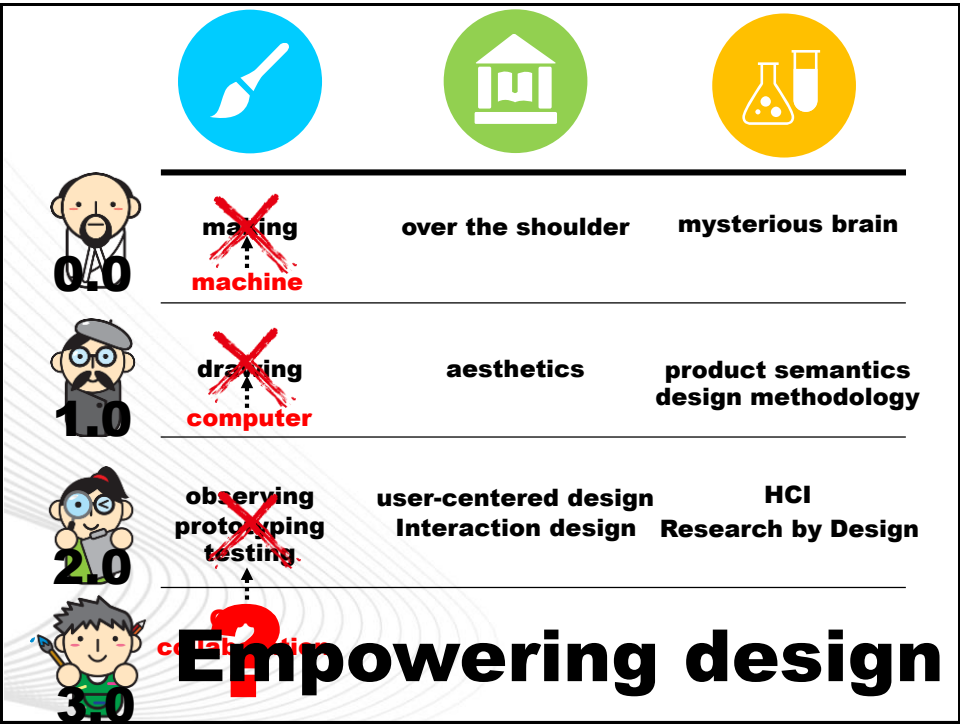 making
over the shoulder
mysterious brain
0.0
machine
drawing
aesthetics
product semantics
design methodology
1.0
computer
observing
prototyping
testing
user-centered design
Interaction design
HCI
Research by Design
2.0
?
collaboration
Empowering design
3.0